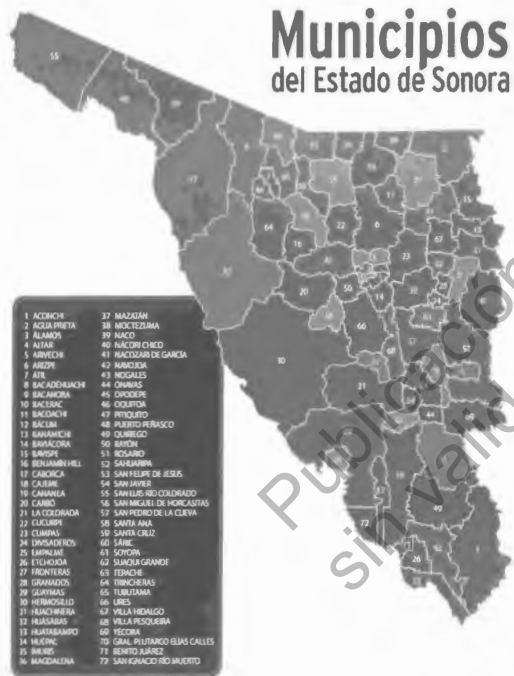 Municipios
del Estado de Sonora
1 ACONCHI
2 AGUA PRIETA
3 ÁLAMOS
4 ALTAR
5 ARIVECHI
6 ARIZPE
7 ATIL
8 BACADÉHUACHI
9 BACANORA
10 BACERAC
11 BACOACHI
12 BÁCUM
13 BANÁMICHI
14 BAVIÁCORA
15 BAVISPE
16 BENJAMÍN HILL
17 CABORCA
18 CAJEME
19 CANANEA
20 CARBÓ
21 LA COLORADA
22 CUCURPE
23 CUMPAS
24 DIVISADEROS
25 EMPALME
26 ETCHOJOA
27 FRONTERAS
28 GRANADOS
29 GUAYMAS
30 HERMOSILLO
31 HUACHINERA
32 HUÁSABAS
33 HUATABAMPO
34 HUÉPAC
35 IMURIS
36 MAGDALENA
37 MAZATÁN
38 MOCTEZUMA
39 NACO
40 NÁCORI CHICO
41 NACOZARI DE GARCÍA
42 NAVOJOA
43 NOGALES
44 ONAVAS
45 OPODEPE
46 OQUITOA
47 PITIQUITO
48 PUERTO PEÑASCO
49 QUIRIEGO
50 RAYÓN
51 ROSARIO
52 SAHUARIPA
53 SAN FELIPE DE JESÚS
54 SAN JAVIER
55 SAN LUIS RÍO COLORADO
56 SAN MIGUEL DE HORCASITAS
57 SAN PEDRO DE LA CUEVA
58 SANTA ANA
59 SANTA CRUZ
60 SÁRIC
61 SOYOPA
62 SUAQUI GRANDE
63 TEPACHE
64 TRINCHERAS
65 TUBUTAMA
66 URES
67 VILLA HIDALGO
68 VILLA PESQUEIRA
69 YÉCORA
70 GRAL. PLUTARCO ELÍAS CALLES
71 BENITO JUÁREZ
72 SAN IGNACIO RÍO MUERTO
Publicación
sin valid